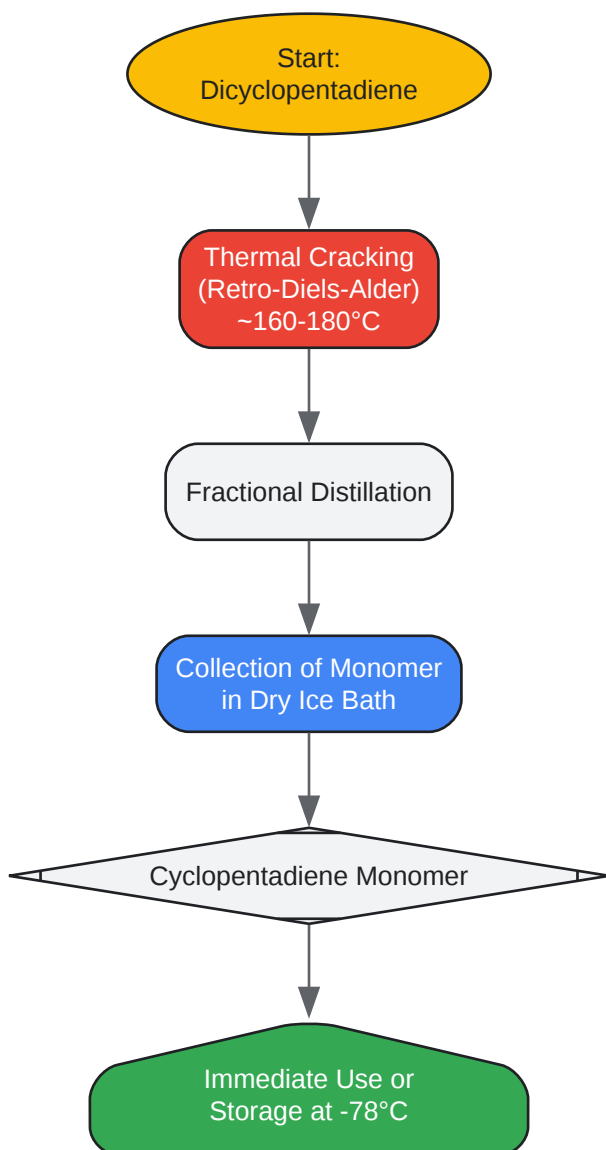 Start:
Dicyclopentadiene
Thermal Cracking
(Retro-Diels-Alder)
~160-180°C
Fractional Distillation
Collection of Monomer
in Dry Ice Bath
Cyclopentadiene Monomer
Immediate Use or
Storage at -78°C